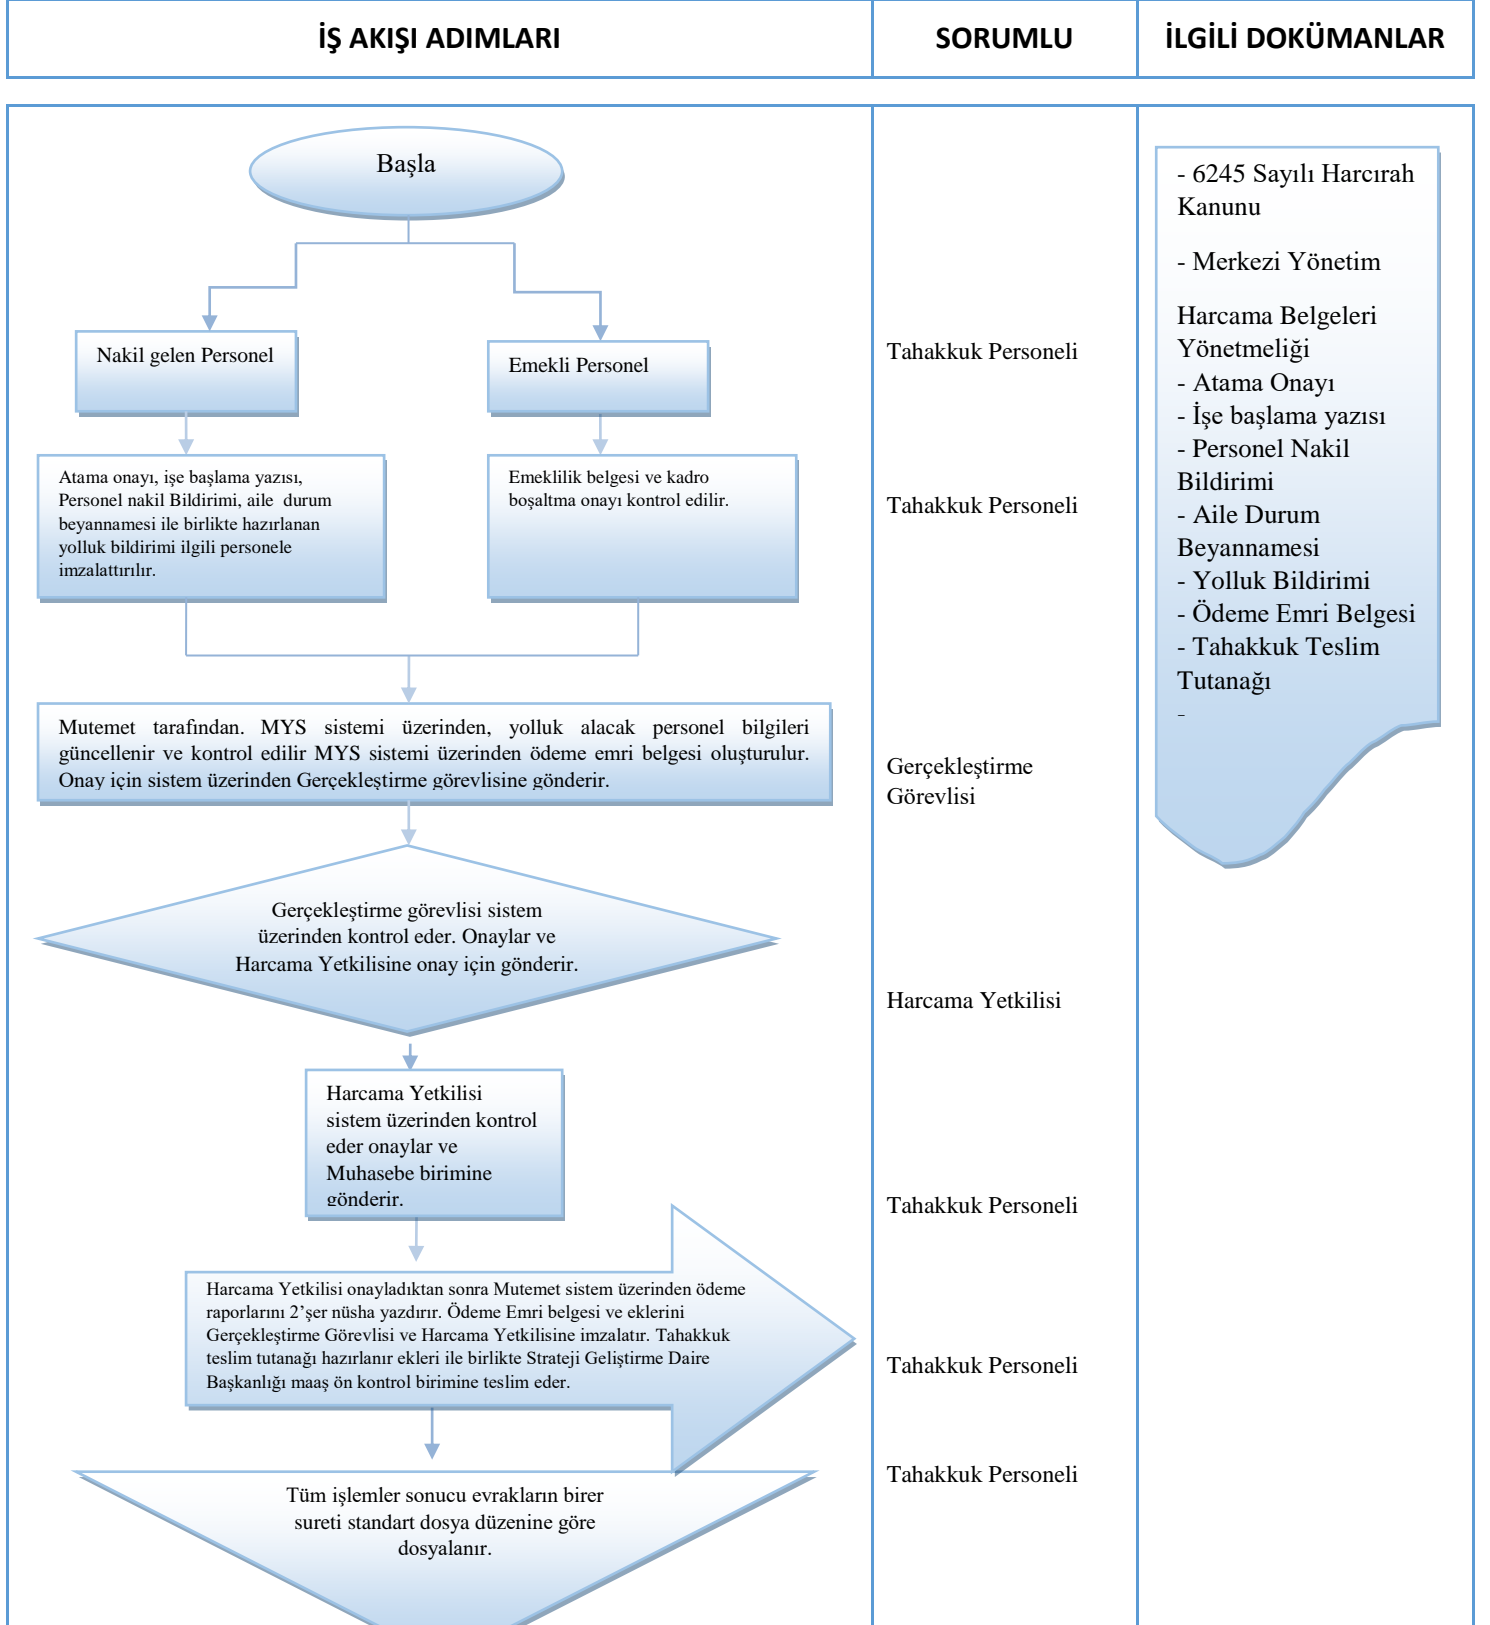 İŞ AKIŞI ADIMLARI
SORUMLU
İLGİLİ DOKÜMANLAR
Başla
Nakil gelen Personel
Emekli Personel
Atama onayı, işe başlama yazısı,
Personel nakil Bildirimi, aile durum
beyannamesi ile birlikte hazırlanan
yolluk bildirimi ilgili personele
imzalattırılır.
Emeklilik belgesi ve kadro
boşaltma onayı kontrol edilir.
Mutemet tarafından. MYS sistemi üzerinden, yolluk alacak personel bilgileri
güncellenir ve kontrol edilir MYS sistemi üzerinden ödeme emri belgesi oluşturulur.
Onay için sistem üzerinden Gerçekleştirme görevlisine gönderir.
Gerçekleştirme görevlisi sistem
üzerinden kontrol eder. Onaylar ve
Harcama Yetkilisine onay için gönderir.
Harcama Yetkilisi
sistem üzerinden kontrol
eder onaylar ve
Muhasebe birimine
gönderir.
Harcama Yetkilisi onayladıktan sonra Mutemet sistem üzerinden ödeme
raporlarını 2’şer nüsha yazdırır. Ödeme Emri belgesi ve eklerini
Gerçekleştirme Görevlisi ve Harcama Yetkilisine imzalatır. Tahakkuk
teslim tutanağı hazırlanır ekleri ile birlikte Strateji Geliştirme Daire
Başkanlığı maaş ön kontrol birimine teslim eder.
Tüm işlemler sonucu evrakların birer
sureti standart dosya düzenine göre
dosyalanır.
Tahakkuk Personeli
Tahakkuk Personeli
Gerçekleştirme
Görevlisi
Harcama Yetkilisi
Tahakkuk Personeli
Tahakkuk Personeli
Tahakkuk Personeli
- 6245 Sayılı Harcırah
Kanunu
- Merkezi Yönetim
Harcama Belgeleri
Yönetmeliği
- Atama Onayı
- İşe başlama yazısı
- Personel Nakil
Bildirimi
- Aile Durum
Beyannamesi
- Yolluk Bildirimi
- Ödeme Emri Belgesi
- Tahakkuk Teslim
Tutanağı
-